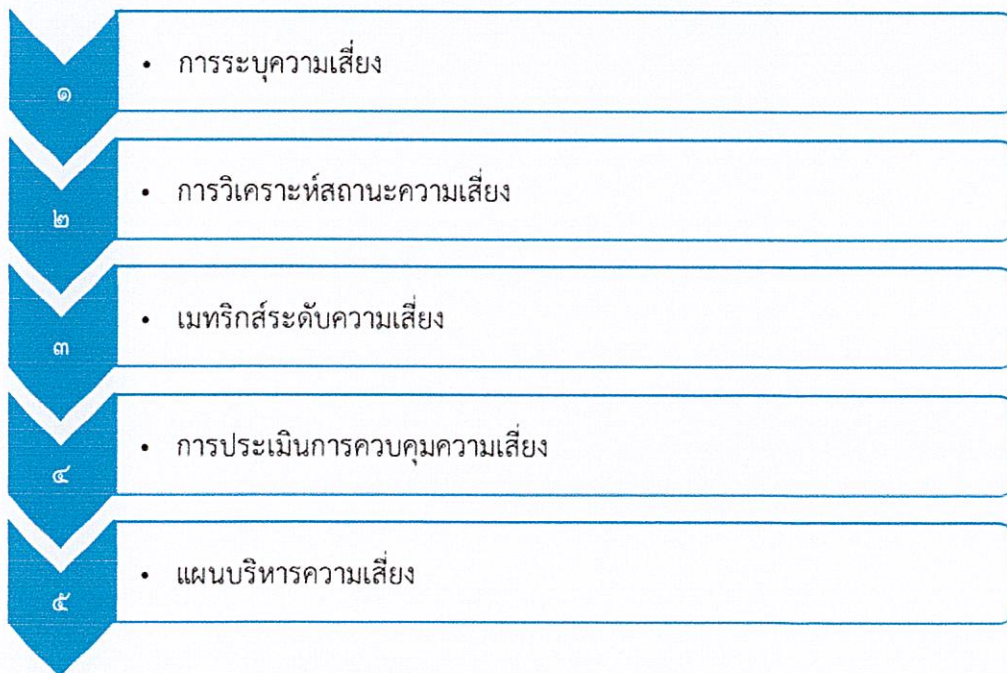 ๑
• การระบุความเสี่ยง
๒
• การวิเคราะห์สถานะความเสี่ยง
๓
• เมทริกส์ระดับความเสี่ยง
๔
• การประเมินการควบคุมความเสี่ยง
๕
• แผนบริหารความเสี่ยง